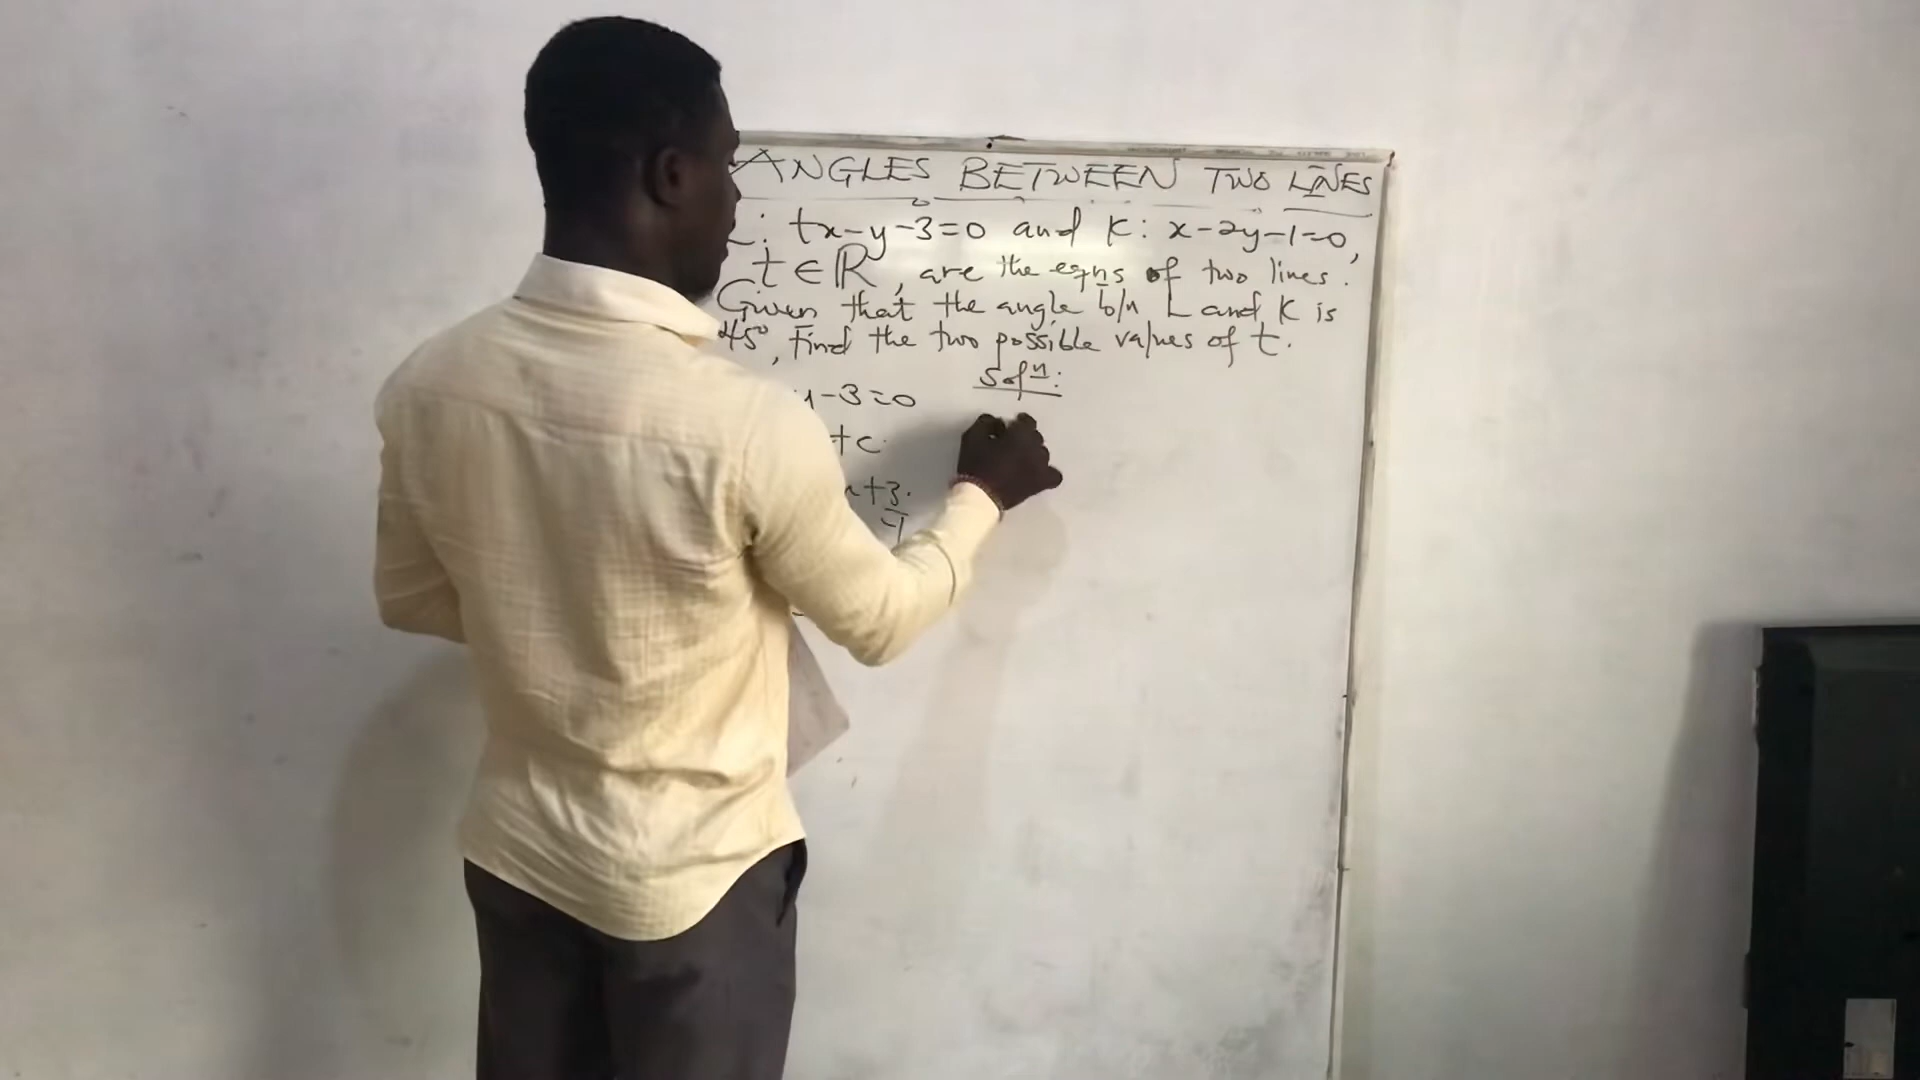 ANGLES BETWEEN TWO LINES
L: tx-y-3=0 and K: x-2y-1=0,
t∈ℝ, are the eqns of two lines.
Given that the angle b/n L and K is
45°, Find the two possible values of t.
Solⁿ:
y-3=0
+c
+3
-1